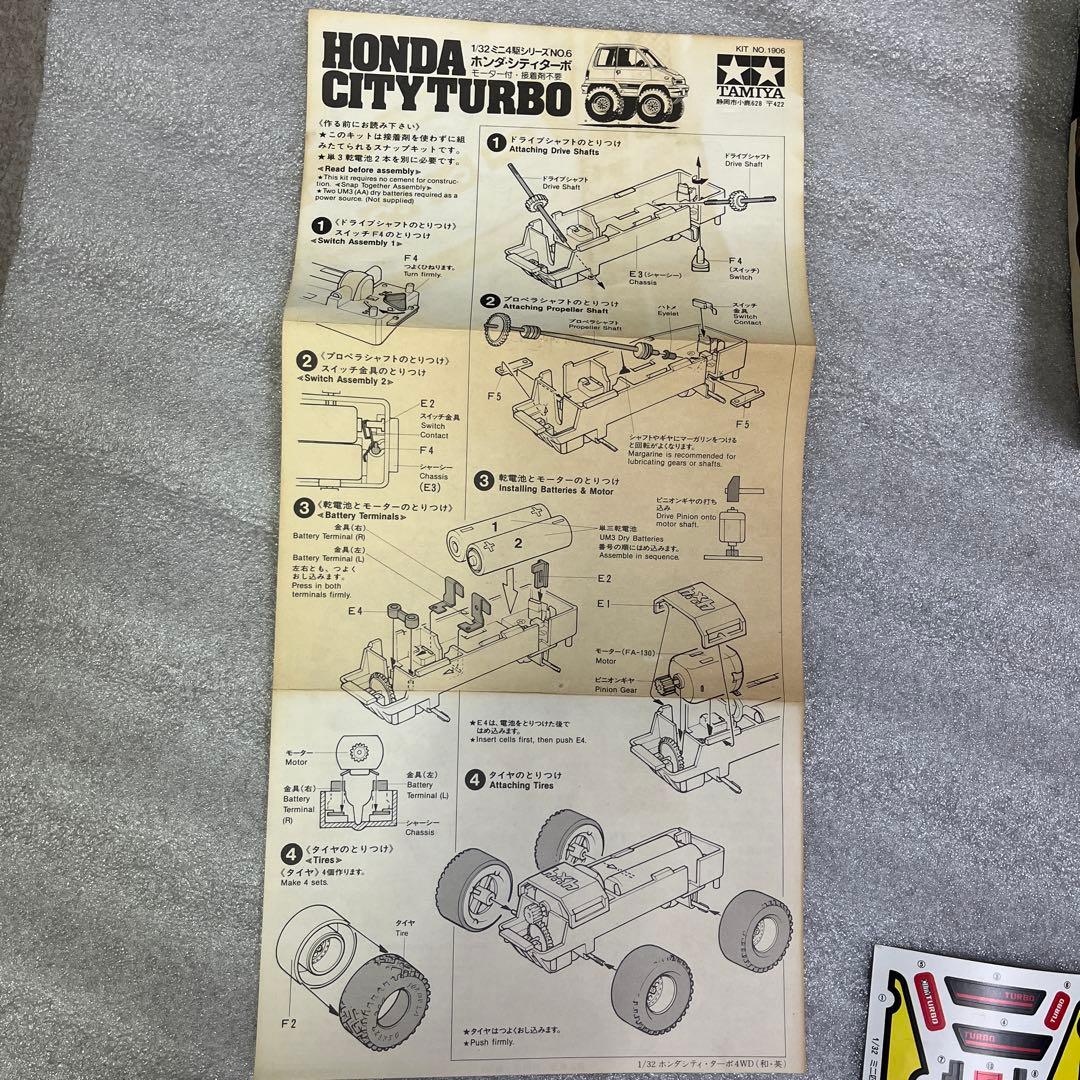 HONDA
CITY TURBO
1/32 ミニ4駆シリーズNO.6
ホンダ・シティターボ
モーター付・接着剤不要
KIT NO.1906
TAMIYA
静岡市小鹿628 〒422
《作る前にお読み下さい》
★このキットは接着剤を使わずに組
みたてられるスナップキットです。
★単3乾電池2本を別に必要です。
◀Read before assembly▶
★This kit requires no cement for construc-
tion. ◀Snap Together Assembly▶
★Two UM3 (AA) dry batteries required as a
power source. (Not supplied)
1 《ドライブシャフトのとりつけ》
スイッチF4のとりつけ
◀Switch Assembly 1▶
F4
つよくひねります。
Turn firmly.
2 《プロペラシャフトのとりつけ》
スイッチ金具のとりつけ
◀Switch Assembly 2▶
E2
スイッチ金具
Switch
Contact
F4
シャーシー
Chassis
(E3)
3 《乾電池とモーターのとりつけ》
◀Battery Terminals▶
金具(右)
Battery Terminal (R)
金具(左)
Battery Terminal (L)
左右とも、つよく
おし込みます。
Press in both
terminals firmly.
E4
モーター
Motor
金具(右)
Battery
Terminal
(R)
金具(左)
Battery
Terminal (L)
シャーシー
Chassis
4 《タイヤのとりつけ》
◀Tires▶
《タイヤ》4個作ります。
Make 4 sets.
タイヤ
Tire
F2
1 ドライブシャフトのとりつけ
Attaching Drive Shafts
ドライブシャフト
Drive Shaft
ドライブシャフト
Drive Shaft
E3(シャーシー)
Chassis
F4
(スイッチ)
Switch
2 プロペラシャフトのとりつけ
Attaching Propeller Shaft
プロペラシャフト
Propeller Shaft
ハトメ
Eyelet
スイッチ
金具
Switch
Contact
F5
F5
シャフトやギヤにマーガリンをつける
と回転がよくなります。
Margarine is recommended for
lubricating gears or shafts.
3 乾電池とモーターのとりつけ
Installing Batteries & Motor
1
2
単三乾電池
UM3 Dry Batteries
番号の順にはめ込みます。
Assemble in sequence.
ピニオンギヤの打ち
込み
Drive Pinion onto
motor shaft.
E2
E1
モーター(FA-130)
Motor
ピニオンギヤ
Pinion Gear
★E4は、電池をとりつけた後で
はめ込みます。
★Insert cells first, then push E4.
4 タイヤのとりつけ
Attaching Tires
4x4
★タイヤはつよくおし込みます。
★Push firmly.
1/32 ホンダシティ・ターボ4WD(和・英)
TURBO
TURBO
TURBO
TURBO
1/32 ミニ四